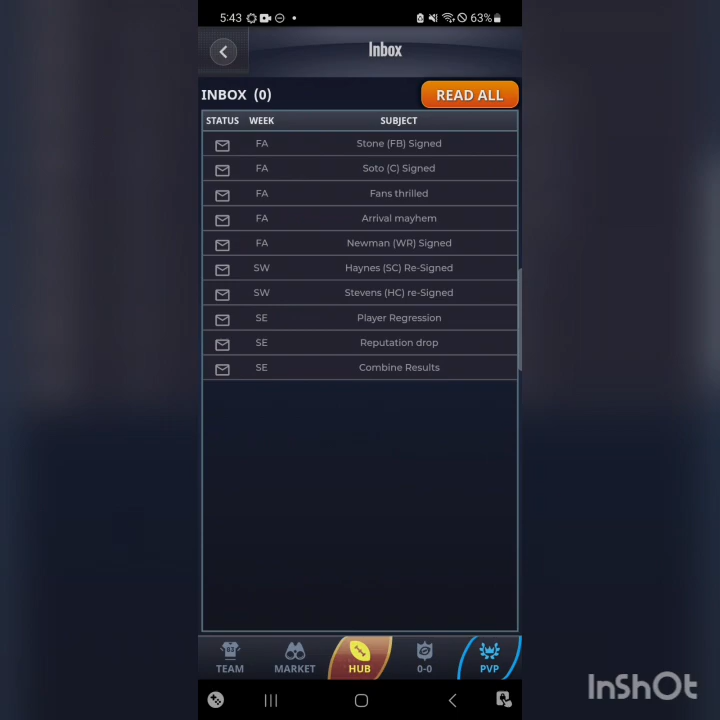 5:43 63%
Inbox
INBOX (0) READ ALL
STATUS WEEK SUBJECT
FA Stone (FB) Signed
FA Soto (C) Signed
FA Fans thrilled
FA Arrival mayhem
FA Newman (WR) Signed
SW Haynes (SC) Re-Signed
SW Stevens (HC) re-Signed
SE Player Regression
SE Reputation drop
SE Combine Results
TEAM MARKET HUB 0-0 PVP
InShOt